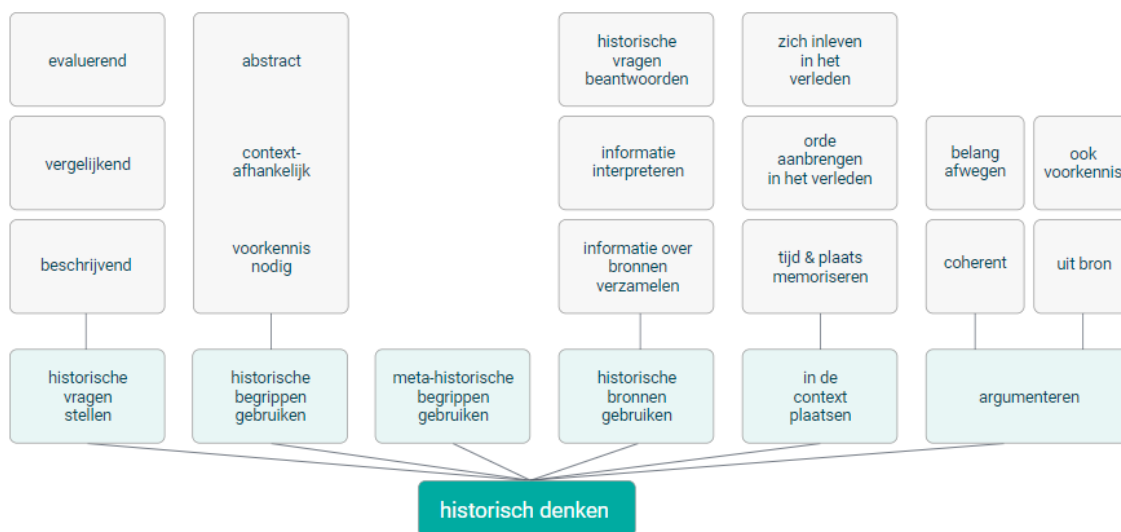 evaluerend
abstract
historische
vragen
beantwoorden
zich inleven
in het
verleden
vergelijkend
context-
afhankelijk
informatie
interpreteren
orde
aanbrengen
in het verleden
belang
afwegen
ook
voorkennis
beschrijvend
voorkennis
nodig
informatie over
bronnen
verzamelen
tijd & plaats
memoriseren
coherent
uit bron
historische
vragen
stellen
historische
begrippen
gebruiken
meta-historische
begrippen
gebruiken
historische
bronnen
gebruiken
in de
context
plaatsen
argumenteren
historisch denken